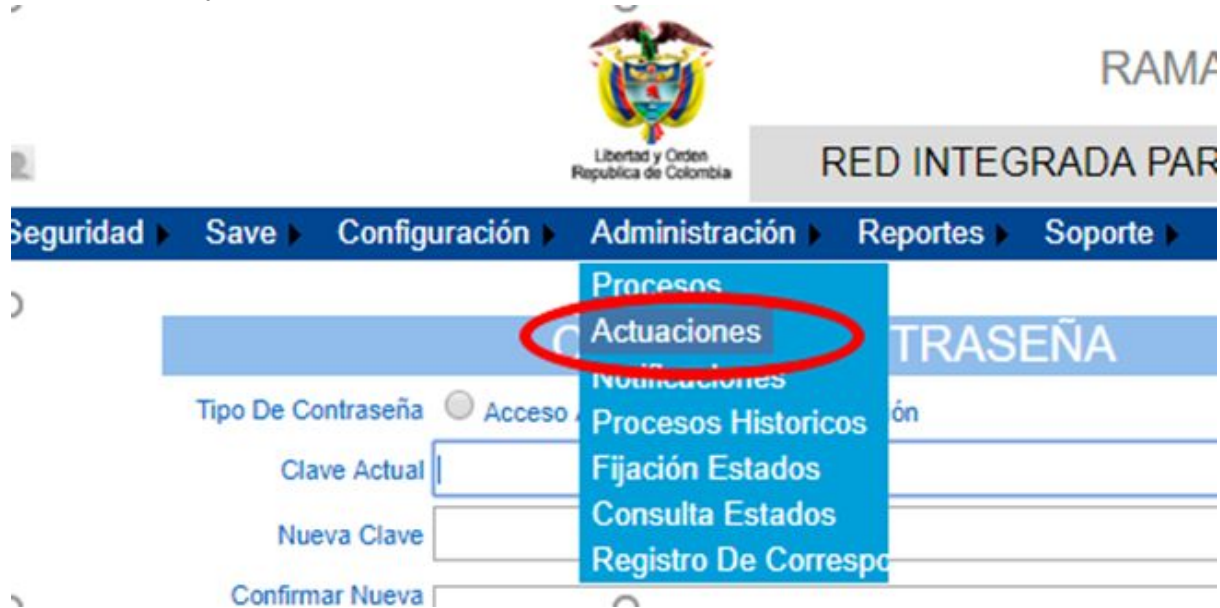 RAMA
Libertad y Orden
Republica de Colombia
RED INTEGRADA PAR
Seguridad Save Configuración Administración Reportes Soporte
Procesos
Actuaciones
TRASEÑA
Notificaciones
Tipo De Contraseña Acceso
ón
Procesos Historicos
Clave Actual
Fijación Estados
Nueva Clave
Consulta Estados
Registro De Correspo
Confirmar Nueva